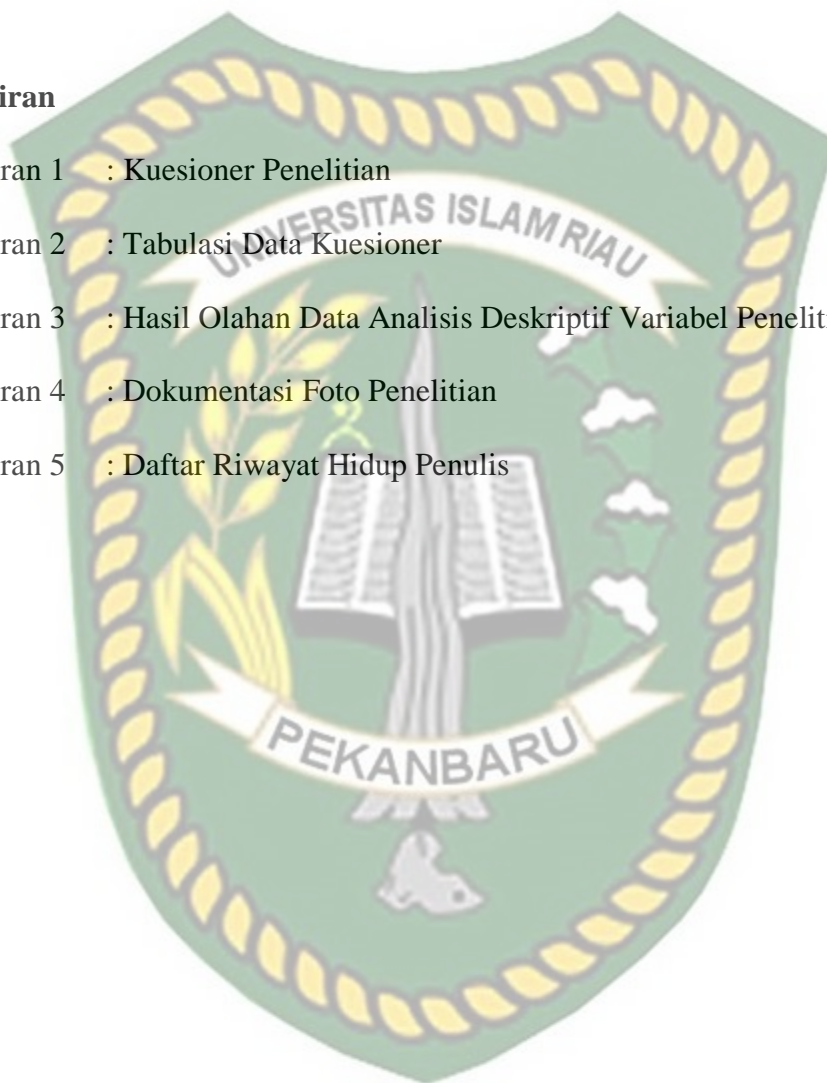 iran
ran 1 : Kuesioner Penelitian
UNIVERSITAS ISLAM RIAU
ran 2 : Tabulasi Data Kuesioner
ran 3 : Hasil Olahan Data Analisis Deskriptif Variabel Penelit
ran 4 : Dokumentasi Foto Penelitian
ran 5 : Daftar Riwayat Hidup Penulis
PEKANBARU